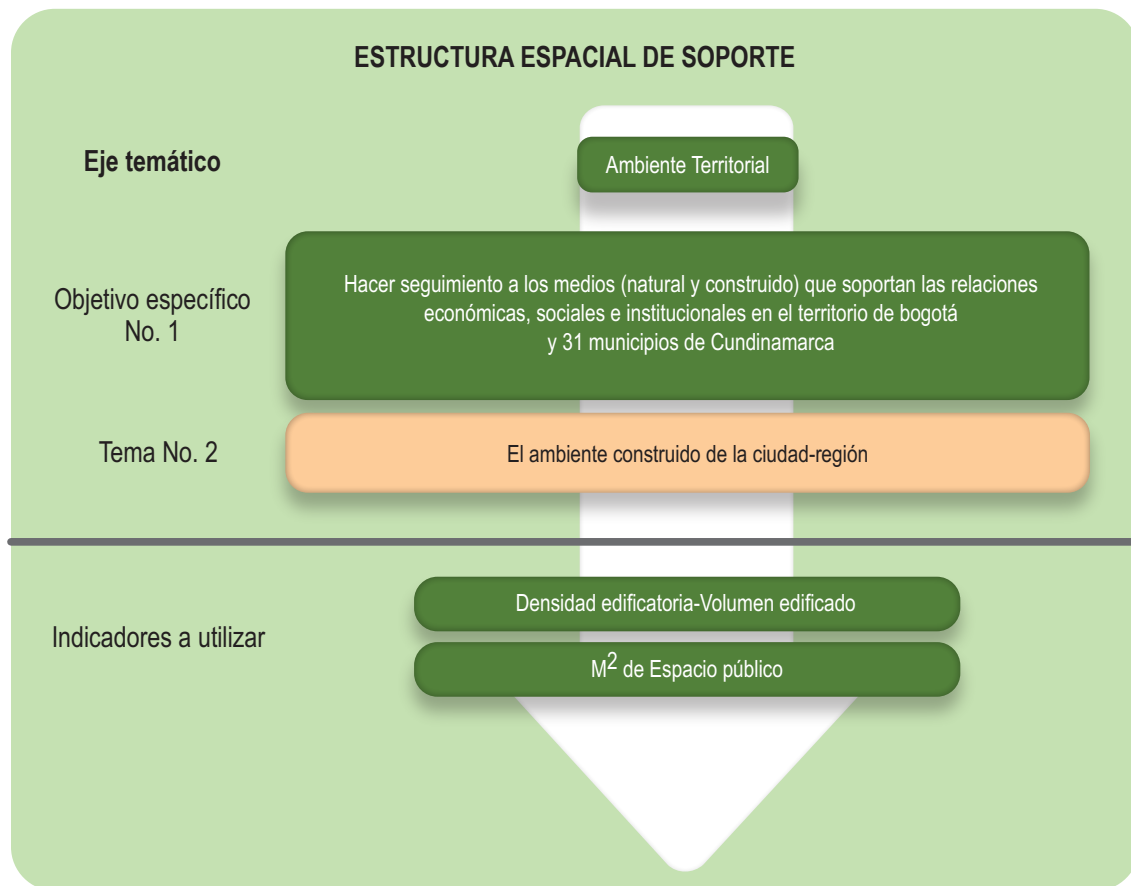 ESTRUCTURA ESPACIAL DE SOPORTE
Eje temático
Ambiente Territorial
Objetivo específico
No. 1
Hacer seguimiento a los medios (natural y construido) que soportan las relaciones
económicas, sociales e institucionales en el territorio de bogotá
y 31 municipios de Cundinamarca
Tema No. 2
El ambiente construido de la ciudad-región
Indicadores a utilizar
Densidad edificatoria-Volumen edificado
M² de Espacio público